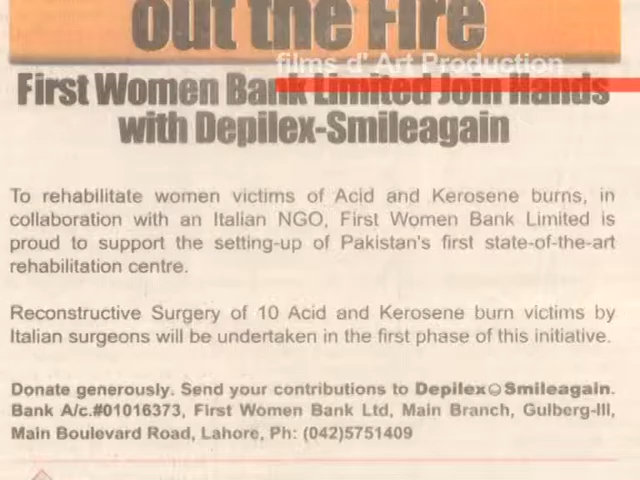 out the Fire
films d' Art Production
First Women Bank Limited Join Hands
with Depilex-Smileagain
To rehabilitate women victims of Acid and Kerosene burns, in
collaboration with an Italian NGO, First Women Bank Limited is
proud to support the setting-up of Pakistan's first state-of-the-art
rehabilitation centre.
Reconstructive Surgery of 10 Acid and Kerosene burn victims by
Italian surgeons will be undertaken in the first phase of this initiative.
Donate generously. Send your contributions to Depilex☺Smileagain.
Bank A/c.#01016373, First Women Bank Ltd, Main Branch, Gulberg-III,
Main Boulevard Road, Lahore, Ph: (042)5751409